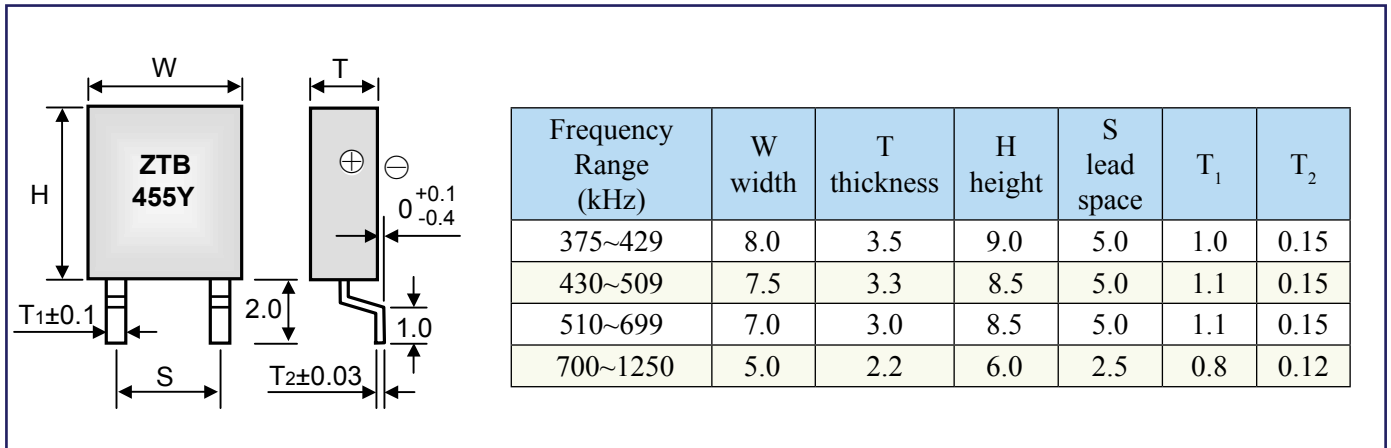 W
T
H
ZTB
455Y
⊕ ⊖
0 +0.1
-0.4
T1±0.1
2.0
1.0
S
T2±0.03
Frequency Range (kHz) W width T thickness H height S lead space T1 T2
375~429 8.0 3.5 9.0 5.0 1.0 0.15
430~509 7.5 3.3 8.5 5.0 1.1 0.15
510~699 7.0 3.0 8.5 5.0 1.1 0.15
700~1250 5.0 2.2 6.0 2.5 0.8 0.12